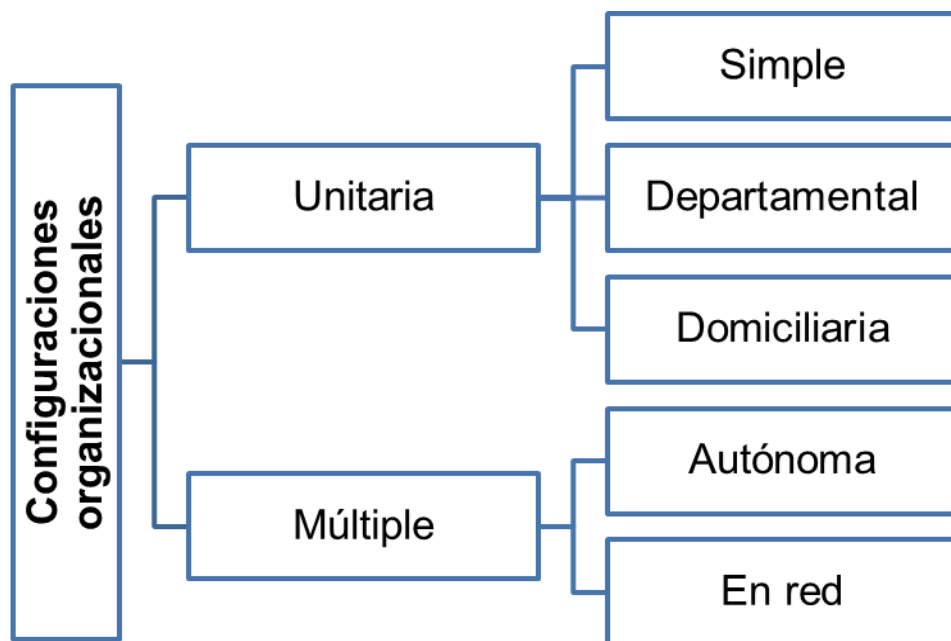 Configuraciones
organizacionales
Unitaria
Simple
Departamental
Domiciliaria
Múltiple
Autónoma
En red